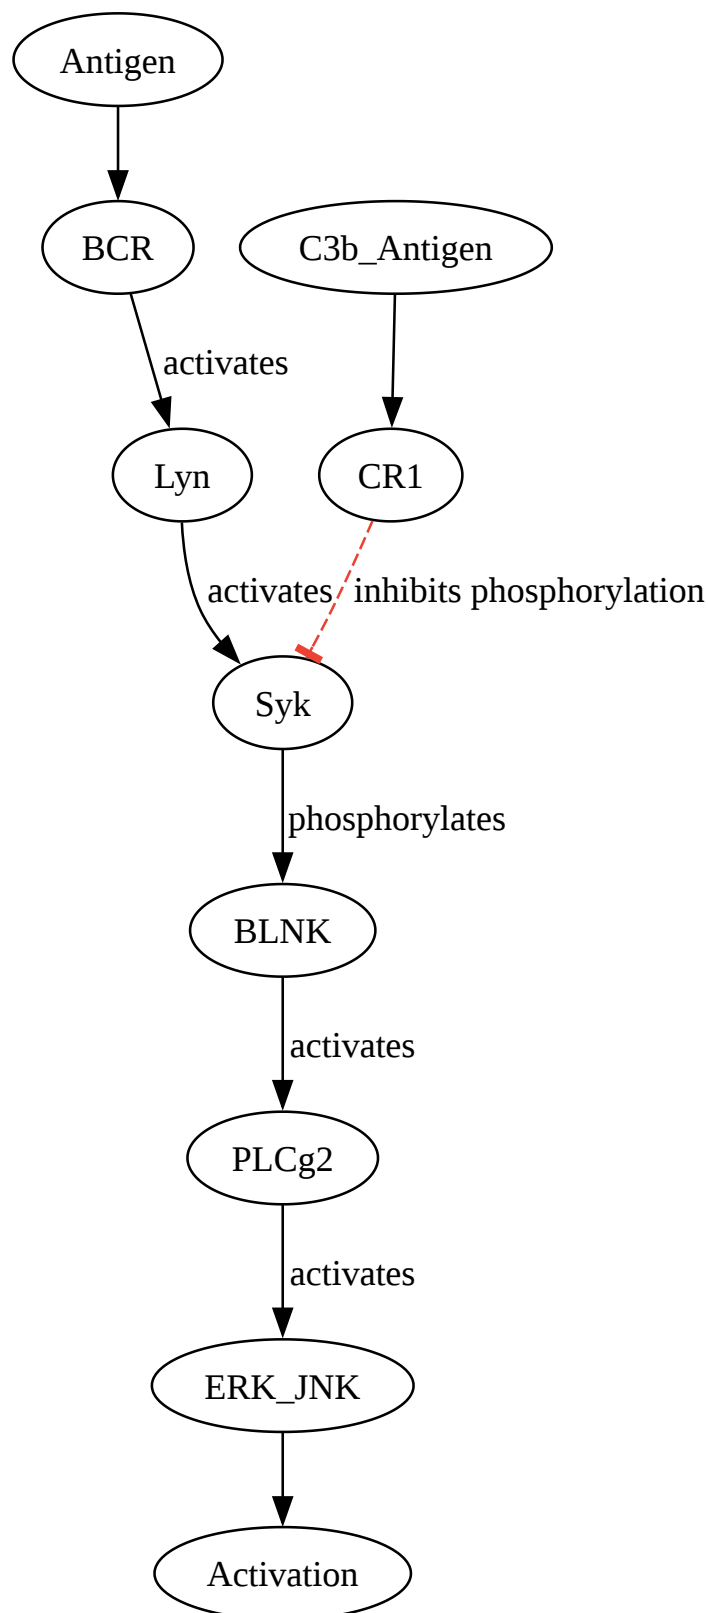 Antigen
BCR
C3b_Antigen
activates
Lyn
CR1
activates
inhibits phosphorylation
Syk
phosphorylates
BLNK
activates
PLCg2
activates
ERK_JNK
Activation